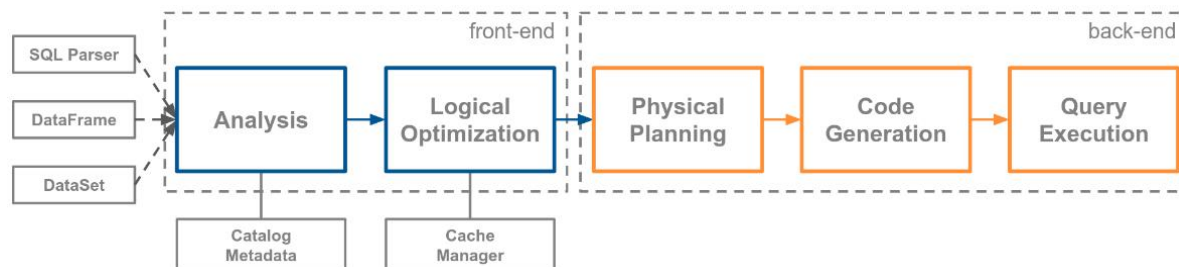 front-end
back-end
SQL Parser
DataFrame
DataSet
Analysis
Logical
Optimization
Physical
Planning
Code
Generation
Query
Execution
Catalog
Metadata
Cache
Manager